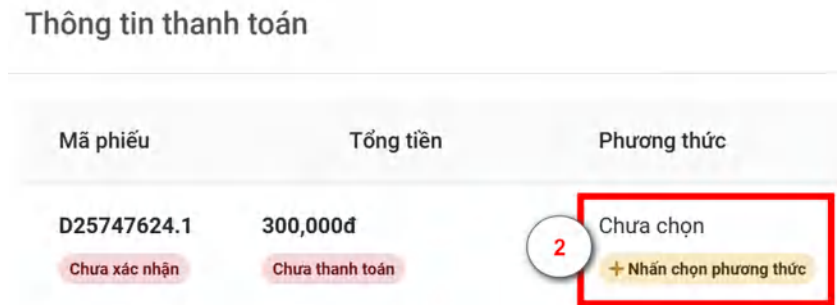 Thông tin thanh toán
Mã phiếu Tổng tiền Phương thức
D25747624.1 300,000đ Chưa chọn
2
Chưa xác nhận Chưa thanh toán + Nhấn chọn phương thức